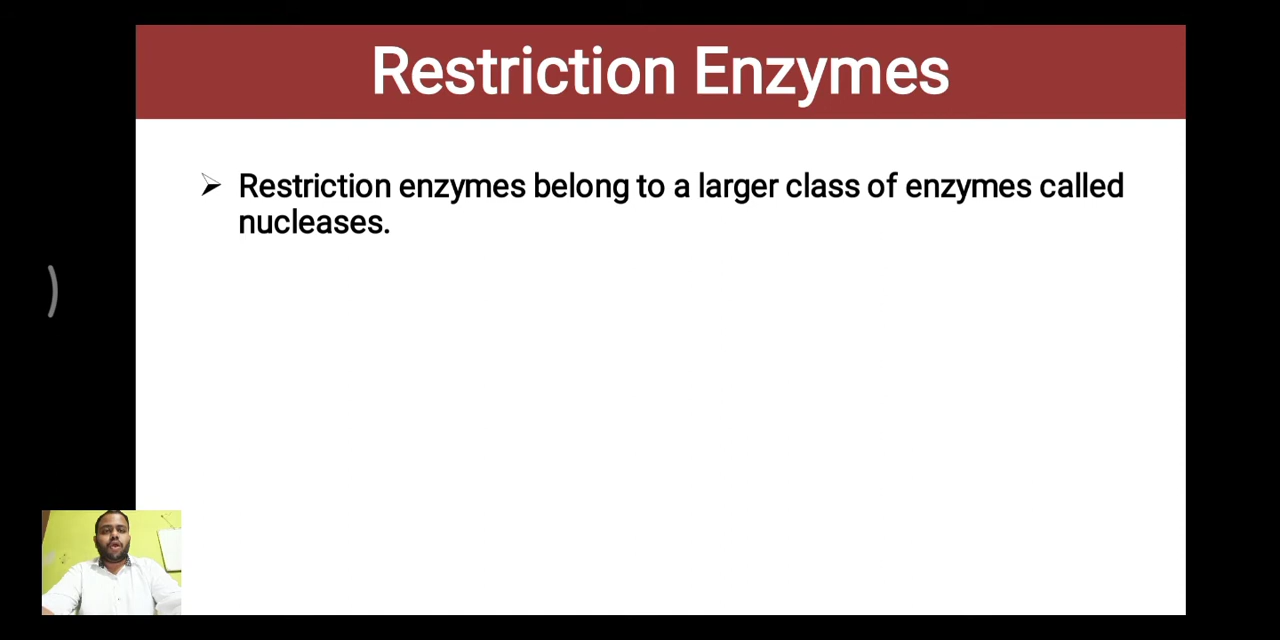 Restriction Enzymes
Restriction enzymes belong to a larger class of enzymes called
nucleases.